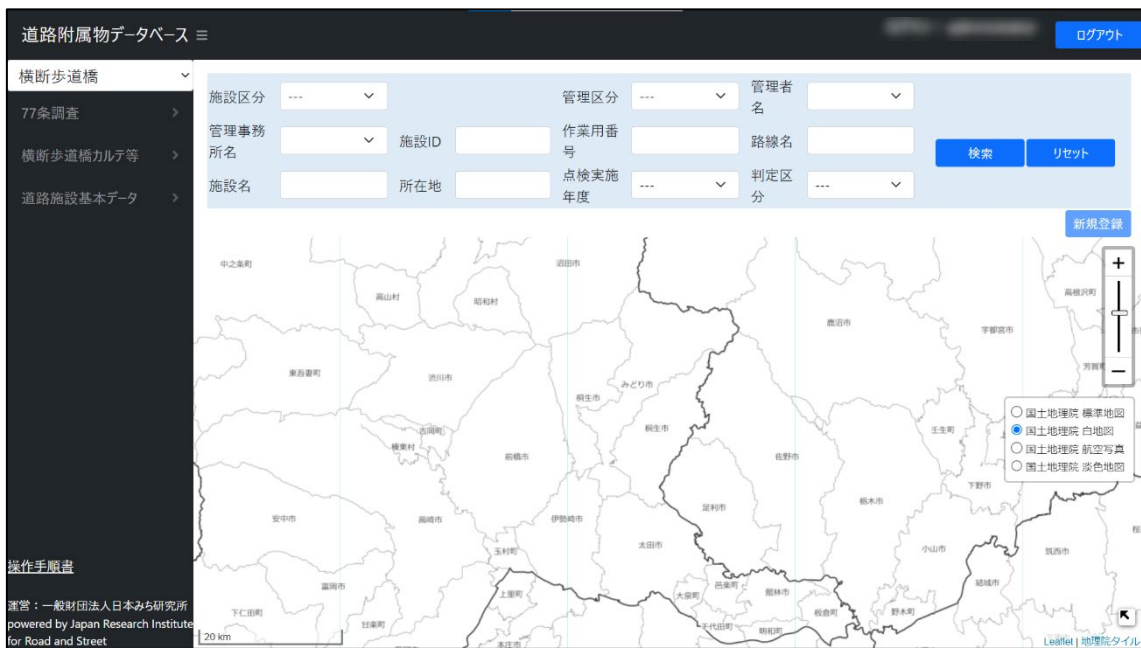 道路附属物データベース
ログアウト
横断歩道橋
77条調査
横断歩道橋カルテ等
道路施設基本データ
操作手順書
運営：一般財団法人日本みち研究所
powered by Japan Research Institute
for Road and Street
施設区分 ---
管理区分 ---
管理者名
管理事務所名
施設ID
作業用番号
路線名
検索
リセット
施設名
所在地
点検実施年度 ---
判定区分 ---
新規登録
中之条町
沼田市
高山村
昭和村
高根沢町
鹿沼市
宇都宮市
東吾妻町
渋川市
芳賀町
みどり市
桐生市
吉岡町
榛東村
前橋市
桐生市
佐野市
壬生町
国土地理院 標準地図
国土地理院 白地図
国土地理院 航空写真
国土地理院 淡色地図
下野市
栃木市
足利市
安中市
高崎市
伊勢崎市
太田市
玉村町
小山市
筑西市
富岡市
上里町
大泉町
邑楽町
館林市
結城市
下仁田町
甘楽町
千代田町
明和町
板倉町
野木町
本庄市
20 km
Leaflet | 地理院タイル